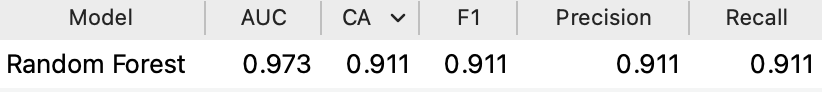 Model AUC CA F1 Precision Recall
Random Forest 0.973 0.911 0.911 0.911 0.911